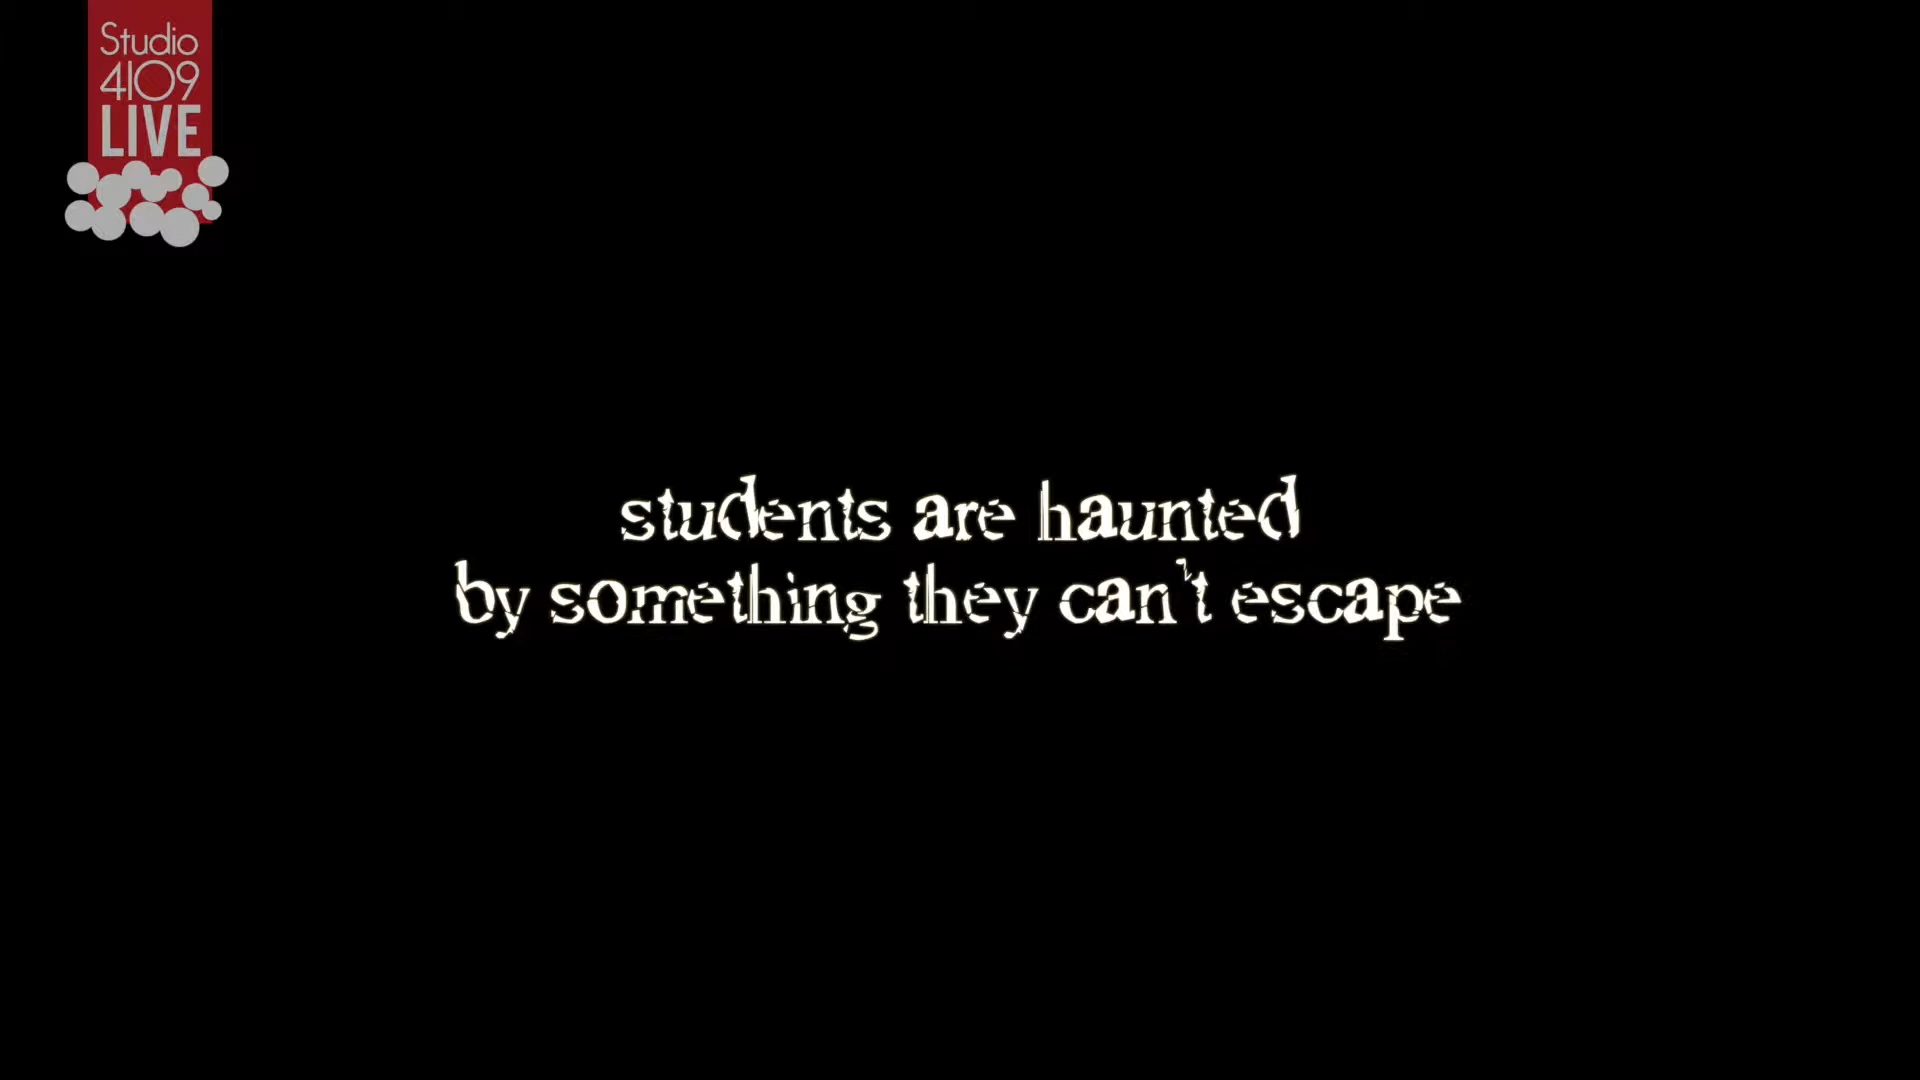 Studio
4109
LIVE
students are haunted
by something they can't escape